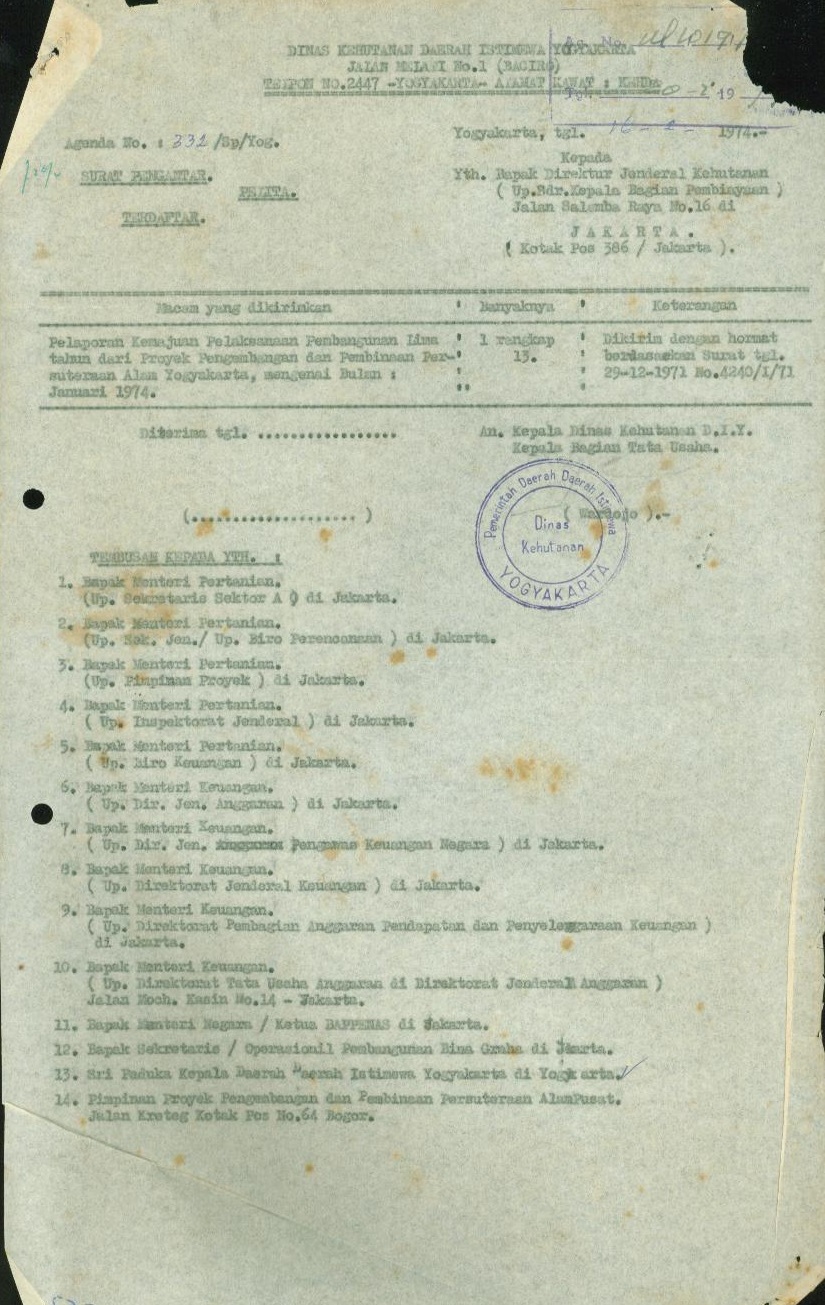 Ag. No.
DINAS KEHUTANAN DAERAH ISTIMEWA YOGYAKARTA
JALAN MELATI No.1 (BACIRO)
TELPON NO.2447 -YOGYAKARTA- ALAMAT KAWAT : KEHDA
19
Agenda No. : 332 /Sp/Yog.
Yogyakarta, tgl. 16 - 2 - 1974.-
SURAT PENGANTAR.
PELITA.
TERDAFTAR.
Kepada
Yth. Bapak Direktur Jenderal Kehutanan
( Up.Sdr.Kepala Bagian Pembiayaan )
Jalan Salemba Raya No.16 di
J A K A R T A .
( Kotak Pos 386 / Jakarta ).
Macam yang dikirimkan ' Banyaknya ' Keterangan
Pelaporan Kemajuan Pelaksanaan Pembangunan Lima ' 1 rangkap ' Dikirim dengan hormat
tahun dari Proyek Pengembangan dan Pembinaan Per-' 13. ' berdasarkan Surat tgl.
suteraan Alam Yogyakarta, mengenai Bulan : ' ' 29-12-1971 No.4240/I/71
Januari 1974. '' '
Diterima tgl. .................
An. Kepala Dinas Kehutanan D.I.Y.
Kepala Bagian Tata Usaha.
(.................... )
( Wardojo ).-
Pemerintah Daerah Daerah Istimewa
Dinas
Kehutanan
YOGYAKARTA
TEMBUSAN KEPADA YTH. :
1. Bapak Menteri Pertanian.
(Up. Sekretaris Sektor A ) di Jakarta.
2. Bapak Menteri Pertanian.
(Up. Sek. Jen./ Up. Biro Perencanaan ) di Jakarta.
3. Bapak Menteri Pertanian.
(Up. Pimpinan Proyek ) di Jakarta.
4. Bapak Menteri Pertanian.
( Up. Inspektorat Jenderal ) di Jakarta.
5. Bapak Menteri Pertanian.
( Up. Biro Keuangan ) di Jakarta.
6. Bapak Menteri Keuangan.
( Up. Dir. Jen. Anggaran ) di Jakarta.
7. Bapak Menteri Keuangan.
( Up. Dir. Jen. Pengawas Keuangan Negara ) di Jakarta.
8. Bapak Menteri Keuangan.
( Up. Direktorat Jenderal Keuangan ) di Jakarta.
9. Bapak Menteri Keuangan.
( Up. Direktorat Pembagian Anggaran Pendapatan dan Penyelenggaraan Keuangan )
di Jakarta.
10. Bapak Menteri Keuangan.
( Up. Direktorat Tata Usaha Anggaran di Direktorat Jenderal Anggaran )
Jalan Moch. Kasin No.14 - Jakarta.
11. Bapak Menteri Negara / Ketua BAPPENAS di Jakarta.
12. Bapak Sekretaris / Operasionil Pembangunan Bina Graha di Jakarta.
13. Sri Paduka Kepala Daerah Daerah Istimewa Yogyakarta di Yogyakarta.
14. Pimpinan Proyek Pengembangan dan Pembinaan Persuteraan AlamPusat.
Jalan Kreteg Kotak Pos No.64 Bogor.